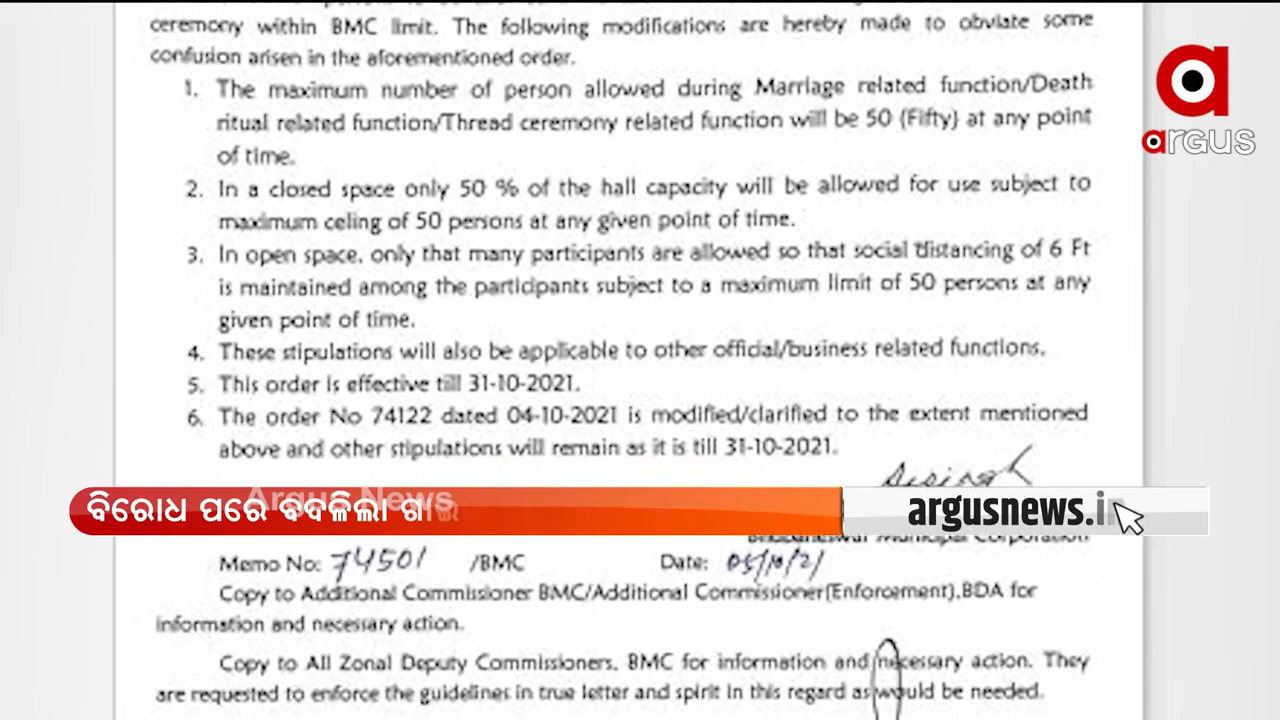 ceremony within BMC limit. The following modifications are hereby made to obviate some
confusion arisen in the aforementioned order.
1. The maximum number of person allowed during Marriage related function/Death
ritual related function/Thread ceremony related function will be 50 (Fifty) at any point
of time.
2. In a closed space only 50 % of the hall capacity will be allowed for use subject to
maximum celing of 50 persons at any given point of time.
3. In open space, only that many participants are allowed so that social distancing of 6 Ft
is maintained among the participants subject to a maximum limit of 50 persons at any
given point of time.
4. These stipulations will also be applicable to other official/business related functions.
5. This order is effective till 31-10-2021.
6. The order No 74122 dated 04-10-2021 is modified/clarified to the extent mentioned
above and other stipulations will remain as it is till 31-10-2021.
a
argus
Argus News
ବିରୋଧ ପରେ ବଦଳିଲା
argusnews.in
Bhubaneswar Municipal Corporation
Memo No: 74501 /BMC Date: 05/10/21
Copy to Additional Commissioner BMC/Additional Commissioner(Enforcement),BDA for
information and necessary action.
Copy to All Zonal Deputy Commissioners, BMC for information and necessary action. They
are requested to enforce the guidelines in true letter and spirit in this regard as would be needed.